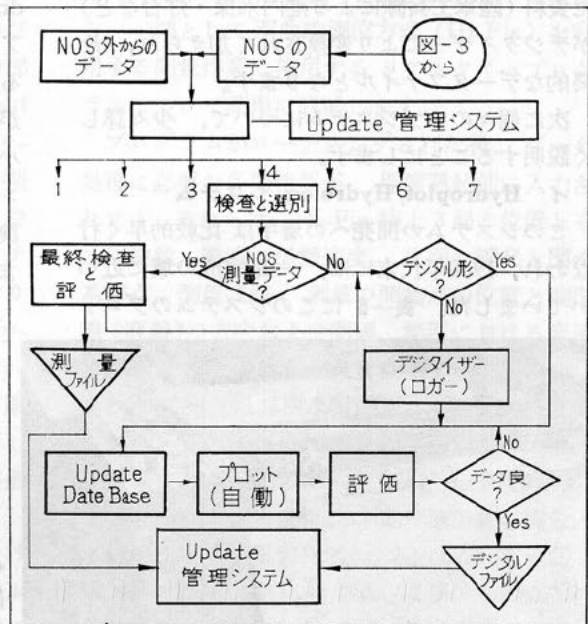 NOS外からの
データ
NOSの
データ
図-3
から
Update 管理システム
1
2
3
4
5
6
7
検査と選別
最終検査
と
評価
Yes
NOS
測量データ
?
No
デジタル形
?
Yes
No
測量
ファイル
デジタイザー
(ロガー)
Update
Date Base
プロット
(自働)
評価
データ良
?
No
Yes
Update
管理システム
デジタル
ファイル